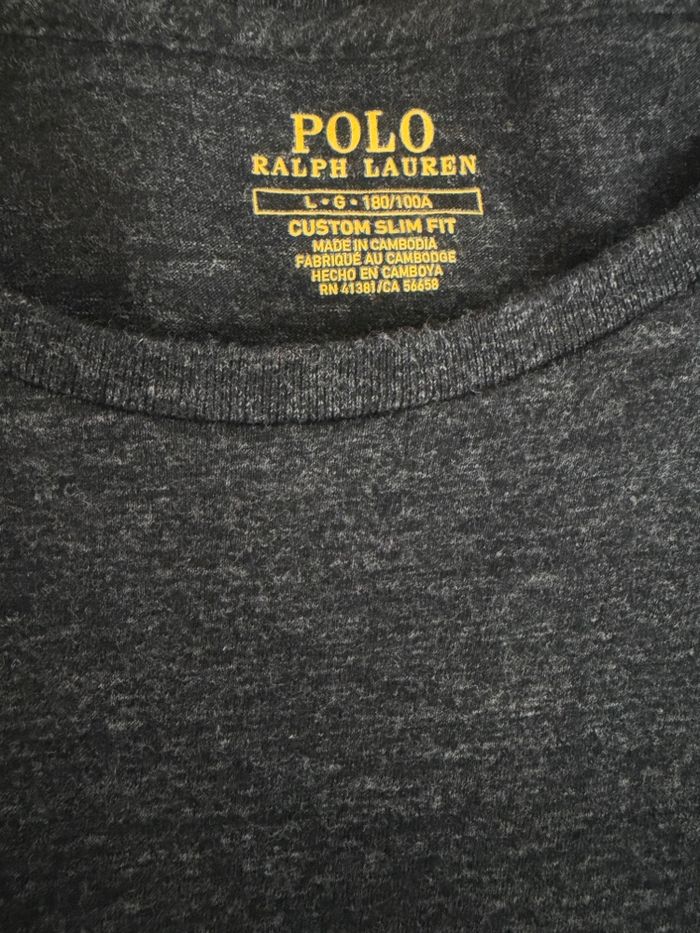 POLO
RALPH LAUREN
L • G • 180/100A
CUSTOM SLIM FIT
MADE IN CAMBODIA
FABRIQUÉ AU CAMBODGE
HECHO EN CAMBOYA
RN 41381/CA 56650